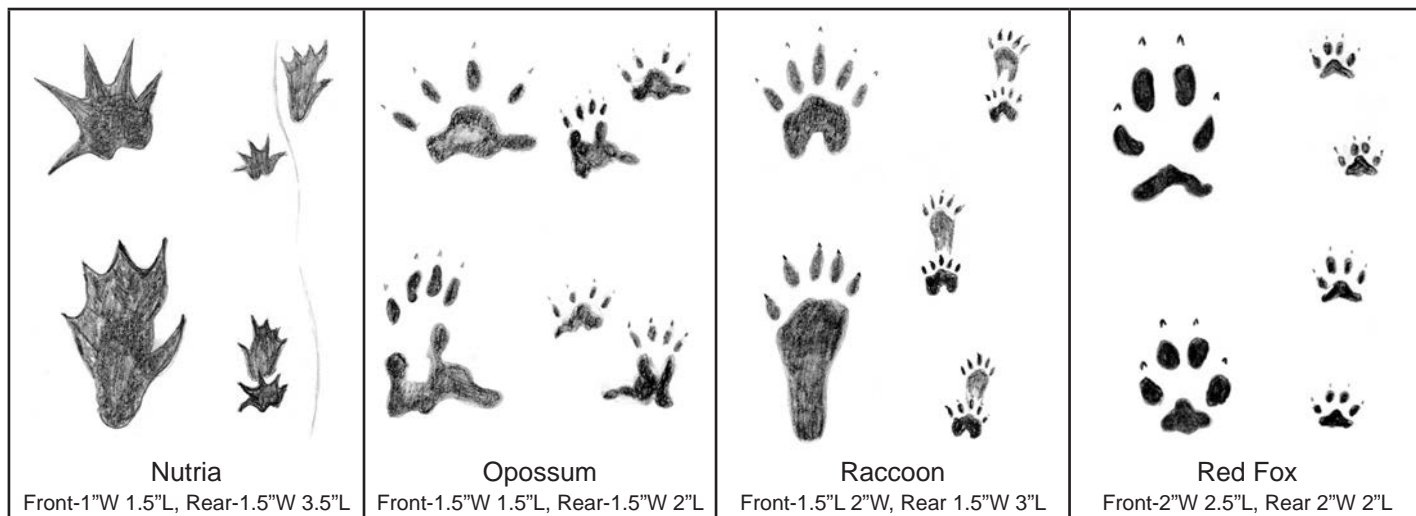 Nutria
Front-1”W 1.5”L, Rear-1.5”W 3.5”L
Opossum
Front-1.5”W 1.5”L, Rear-1.5”W 2”L
Raccoon
Front-1.5”L 2”W, Rear 1.5”W 3”L
Red Fox
Front-2”W 2.5”L, Rear 2”W 2”L